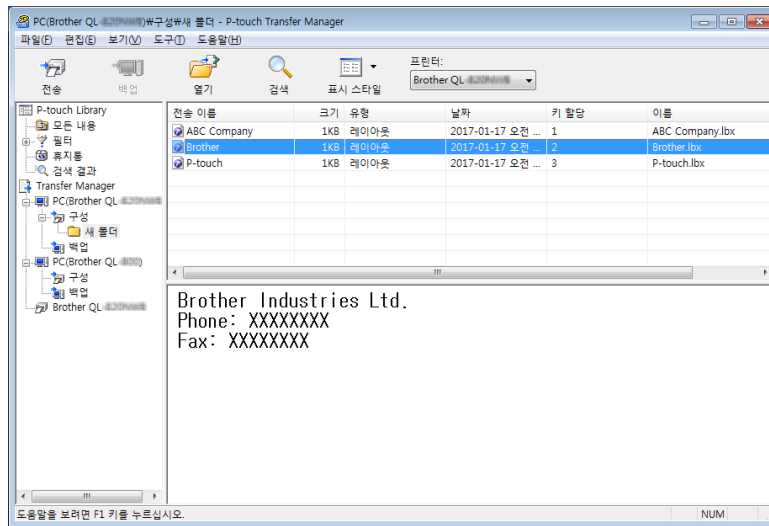 PC(Brother QL-)₩구성₩새 폴더 - P-touch Transfer Manager
파일(F) 편집(E) 보기(V) 도구(T) 도움말(H)
프린터:
전송 백업 열기 검색 표시 스타일
Brother QL-
P-touch Library
모든 내용
필터
휴지통
검색 결과
Transfer Manager
PC(Brother QL-
구성
새 폴더
백업
PC(Brother QL-)
구성
백업
Brother QL-
전송 이름 크기 유형 날짜 키 할당 이름
ABC Company 1KB 레이아웃 2017-01-17 오전 ... 1 ABC Company.lbx
Brother 1KB 레이아웃 2017-01-17 오전 ... 2 Brother.lbx
P-touch 1KB 레이아웃 2017-01-17 오전 ... 3 P-touch.lbx
Brother Industries Ltd.
Phone: XXXXXXXX
Fax: XXXXXXXX
도움말을 보려면 F1 키를 누르십시오. NUM